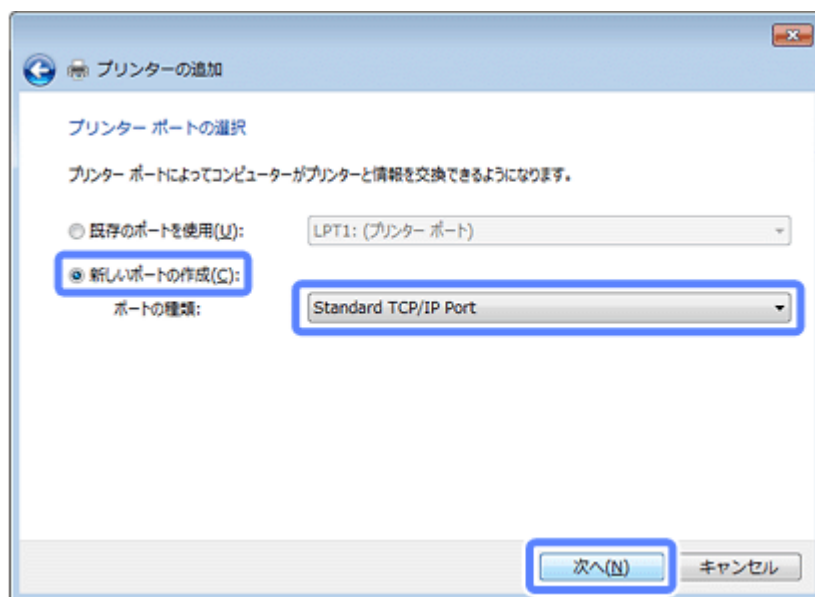 プリンターの追加
プリンター ポートの選択
プリンター ポートによってコンピューターがプリンターと情報を交換できるようになります。
既存のポートを使用(U):
LPT1: (プリンター ポート)
新しいポートの作成(C):
ポートの種類:
Standard TCP/IP Port
次へ(N)
キャンセル